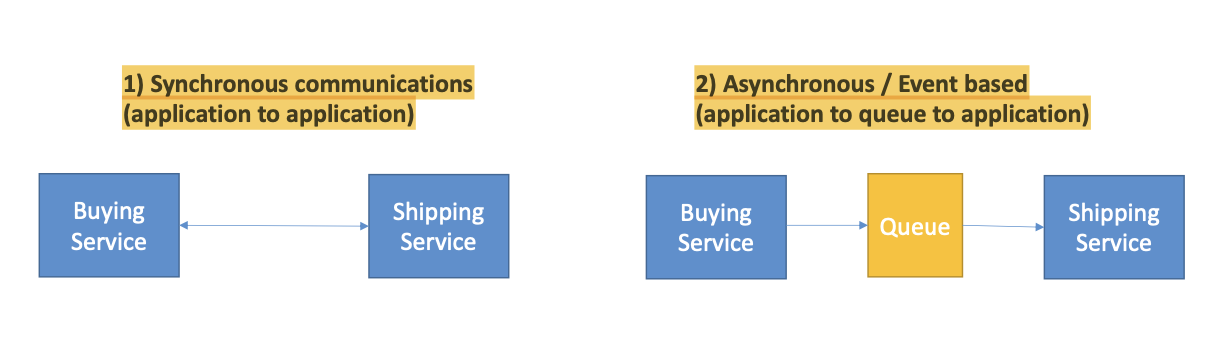 1) Synchronous communications
(application to application)
2) Asynchronous / Event based
(application to queue to application)
Buying
Service
Shipping
Service
Buying
Service
Queue
Shipping
Service